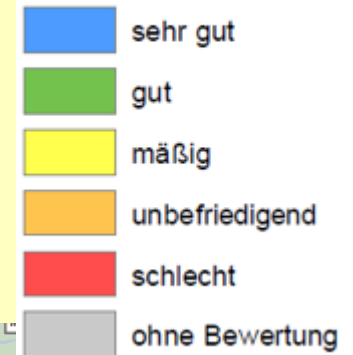 sehr gut
gut
mäßig
unbefriedigend
schlecht
ohne Bewertung